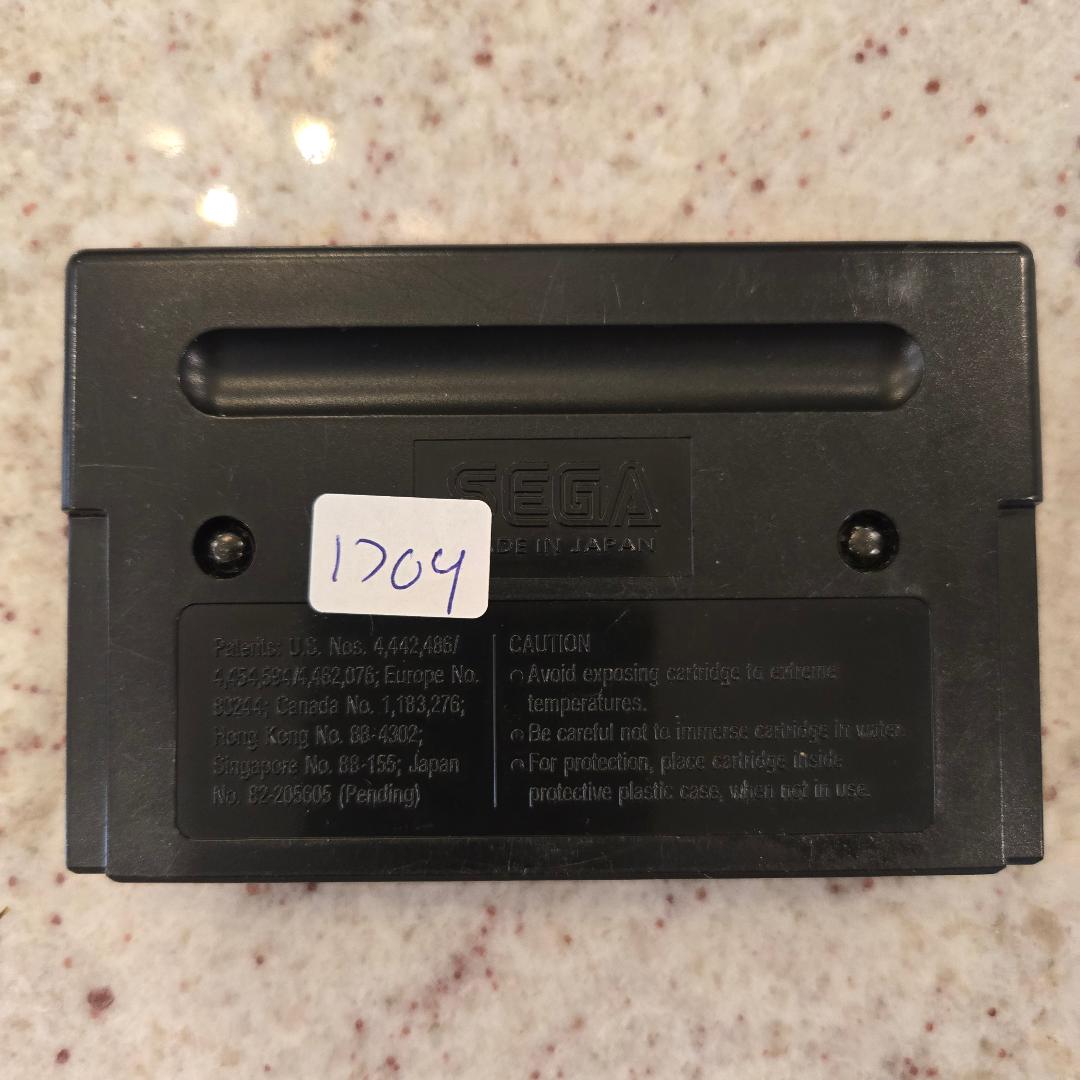 SEGA
MADE IN JAPAN
1704
Patents: U.S. Nos. 4,442,486/
4,454,594/4,462,076; Europe No.
80244; Canada No. 1,183,276;
Hong Kong No. 88-4302;
Singapore No. 88-155; Japan
No. 82-205605 (Pending)
CAUTION
Avoid exposing cartridge to extreme
temperatures.
Be careful not to immerse cartridge in water.
For protection, place cartridge inside
protective plastic case, when not in use.